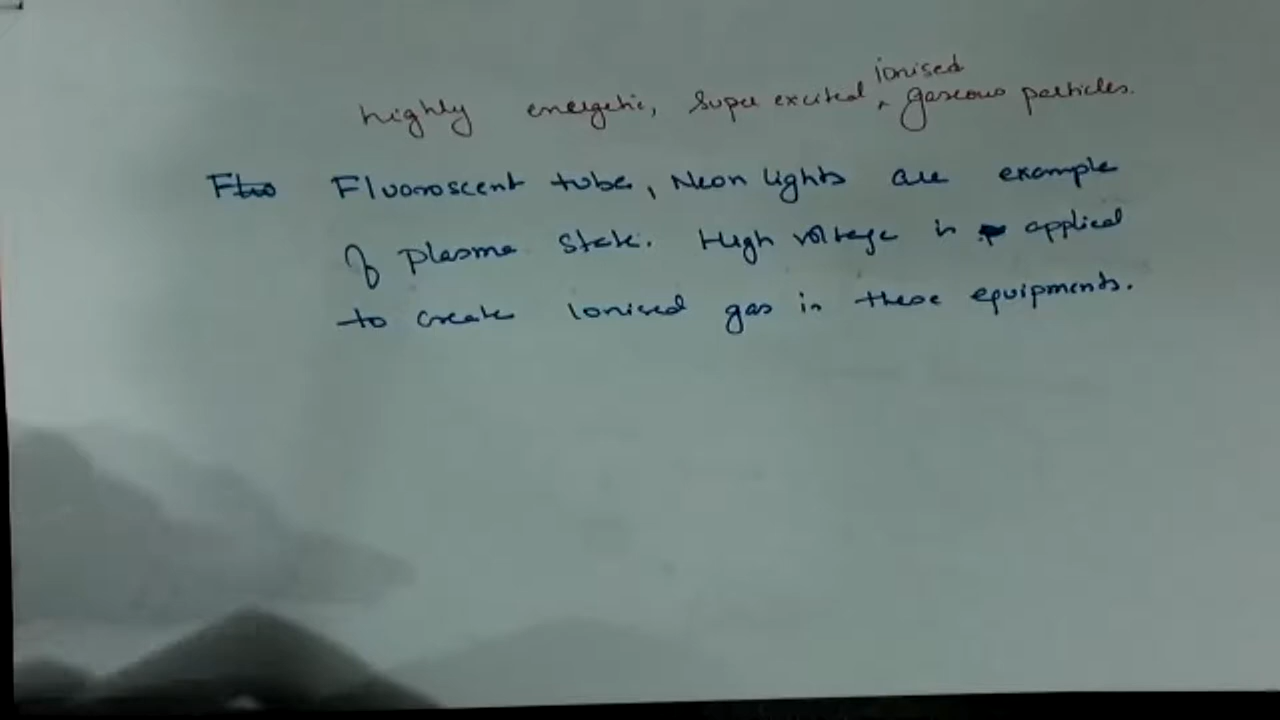 ionised
highly energetic, super excited ^ gaseous particles.
Fluoroscent tube, Neon lights are example
of plasma state. High voltage is applied
to create Ionised gas in these equipments.